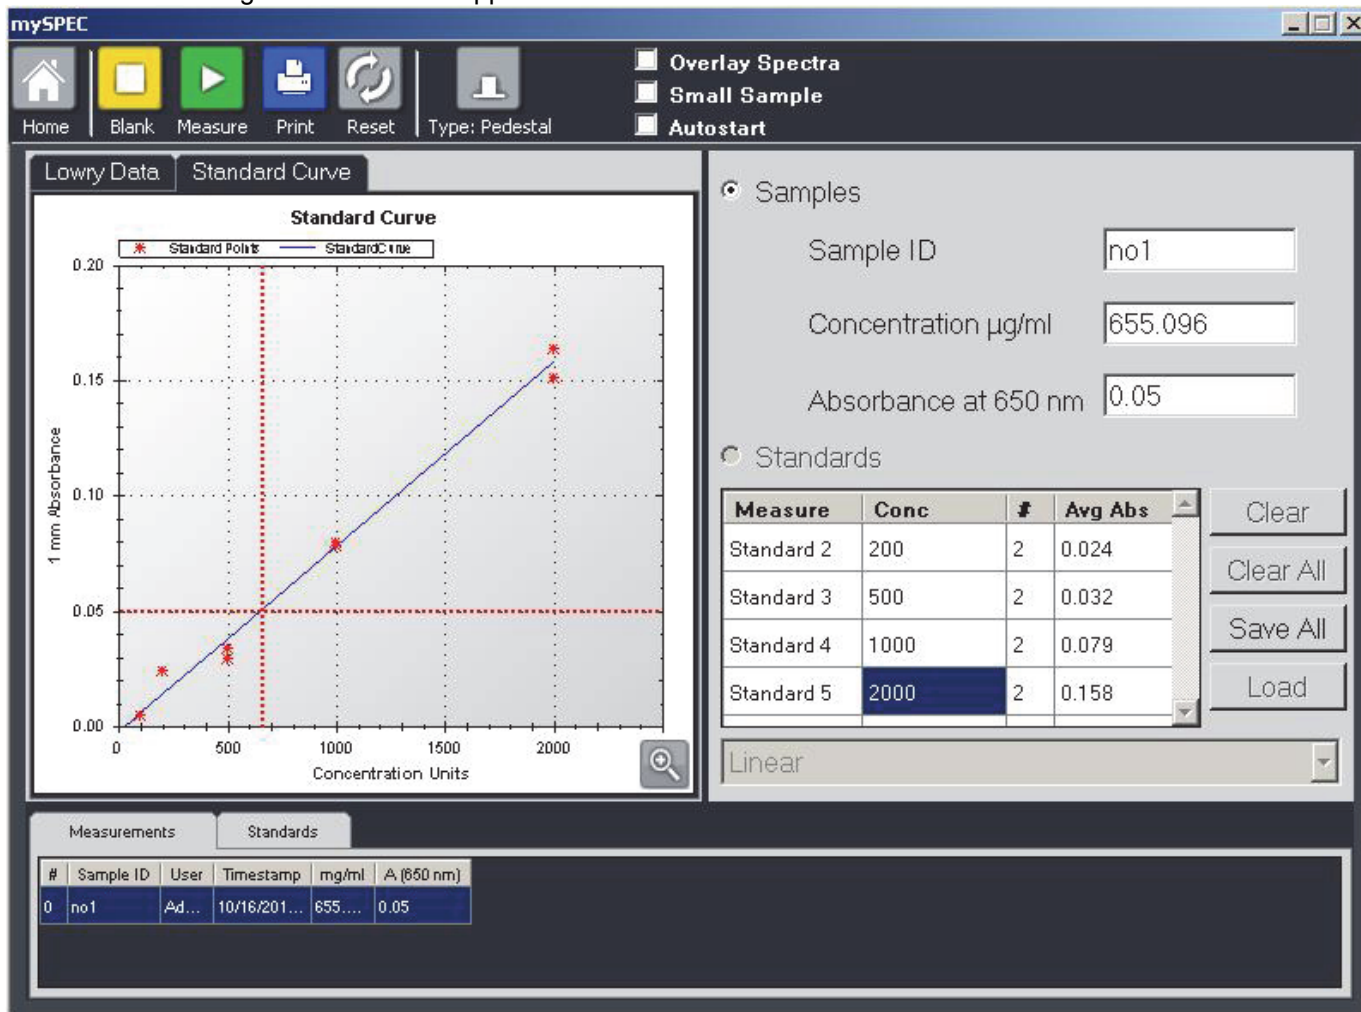 mySPEC
Home Blank Measure Print Reset Type: Pedestal
Overlay Spectra
Small Sample
Autostart
Lowry Data Standard Curve
Standard Curve
Standard Points StandardCurve
0.20
0.15
0.10
0.05
0.00
1 mm Absorbance
0 500 1000 1500 2000
Concentration Units
Samples
Sample ID no1
Concentration µg/ml 655.096
Absorbance at 650 nm 0.05
Standards
Measure Conc # Avg Abs
Standard 2 200 2 0.024
Standard 3 500 2 0.032
Standard 4 1000 2 0.079
Standard 5 2000 2 0.158
Clear
Clear All
Save All
Load
Linear
Measurements Standards
# Sample ID User Timestamp mg/ml A (650 nm)
0 no1 Ad... 10/16/201... 655.... 0.05